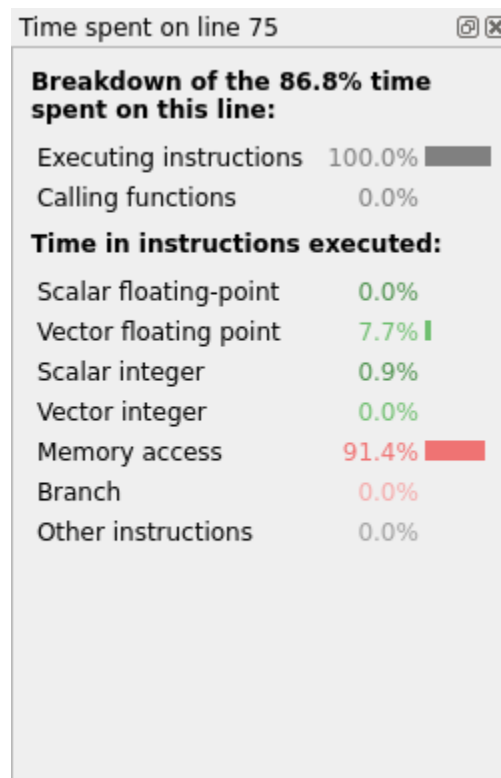 Time spent on line 75
Breakdown of the 86.8% time
spent on this line:
Executing instructions 100.0%
Calling functions 0.0%
Time in instructions executed:
Scalar floating-point 0.0%
Vector floating point 7.7%
Scalar integer 0.9%
Vector integer 0.0%
Memory access 91.4%
Branch 0.0%
Other instructions 0.0%